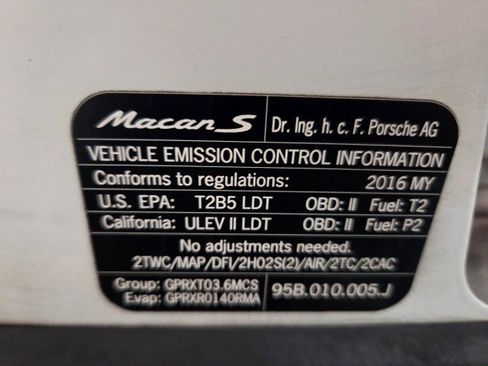 Macan S
Dr. Ing. h. c. F. Porsche AG
VEHICLE EMISSION CONTROL INFORMATION
Conforms to regulations: 2016 MY
U.S. EPA: T2B5 LDT OBD: II Fuel: T2
California: ULEV II LDT OBD: II Fuel: P2
No adjustments needed.
2TWC/MAP/DFI/2HO2S(2)/AIR/2TC/2CAC
Group: GPRXT03.6MCS
Evap: GPRXR0140RMA
95B.010.005.J